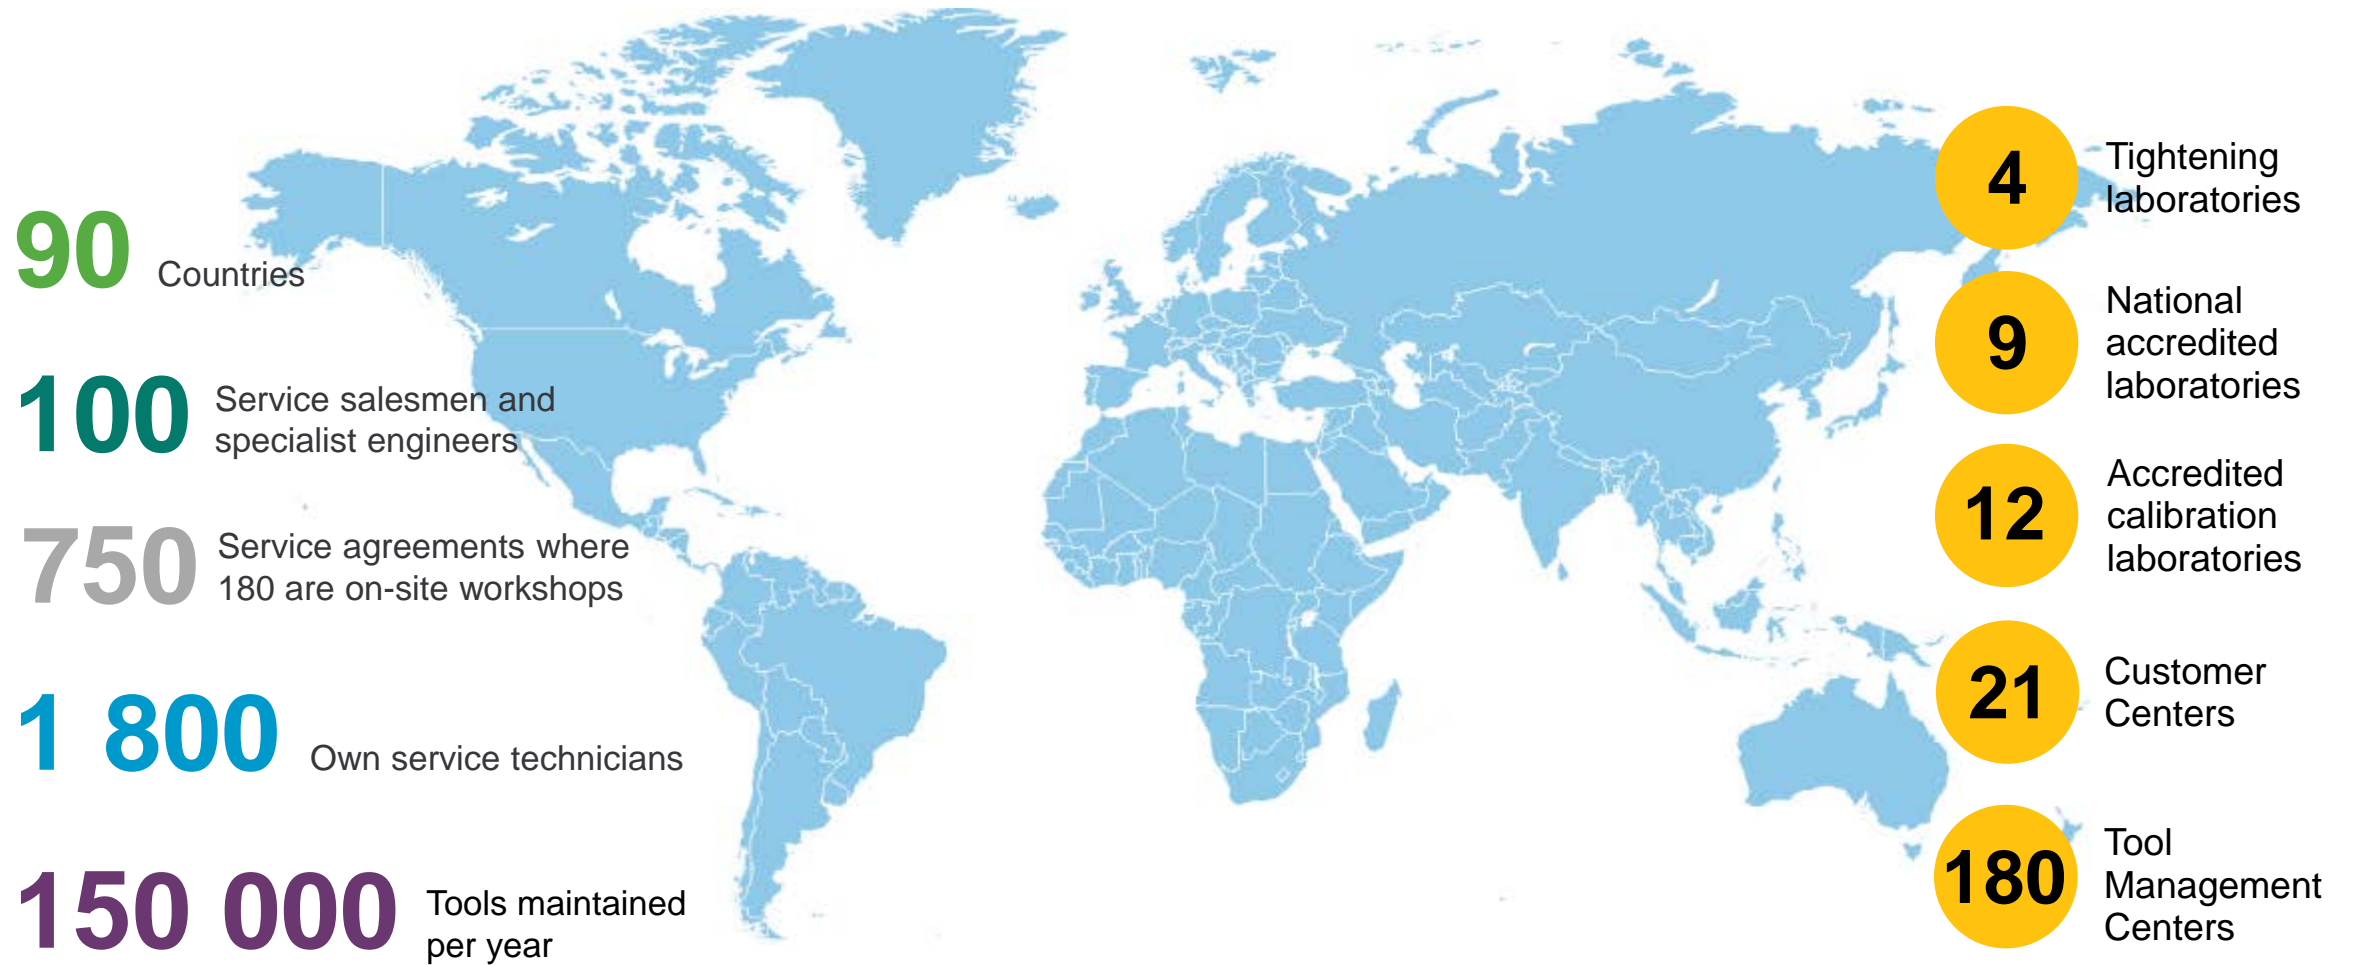 90 Countries
100 Service salesmen and
specialist engineers
750 Service agreements where
180 are on-site workshops
1 800 Own service technicians
150 000 Tools maintained
per year
4 Tightening
laboratories
9 National
accredited
laboratories
12 Accredited
calibration
laboratories
21 Customer
Centers
180 Tool
Management
Centers